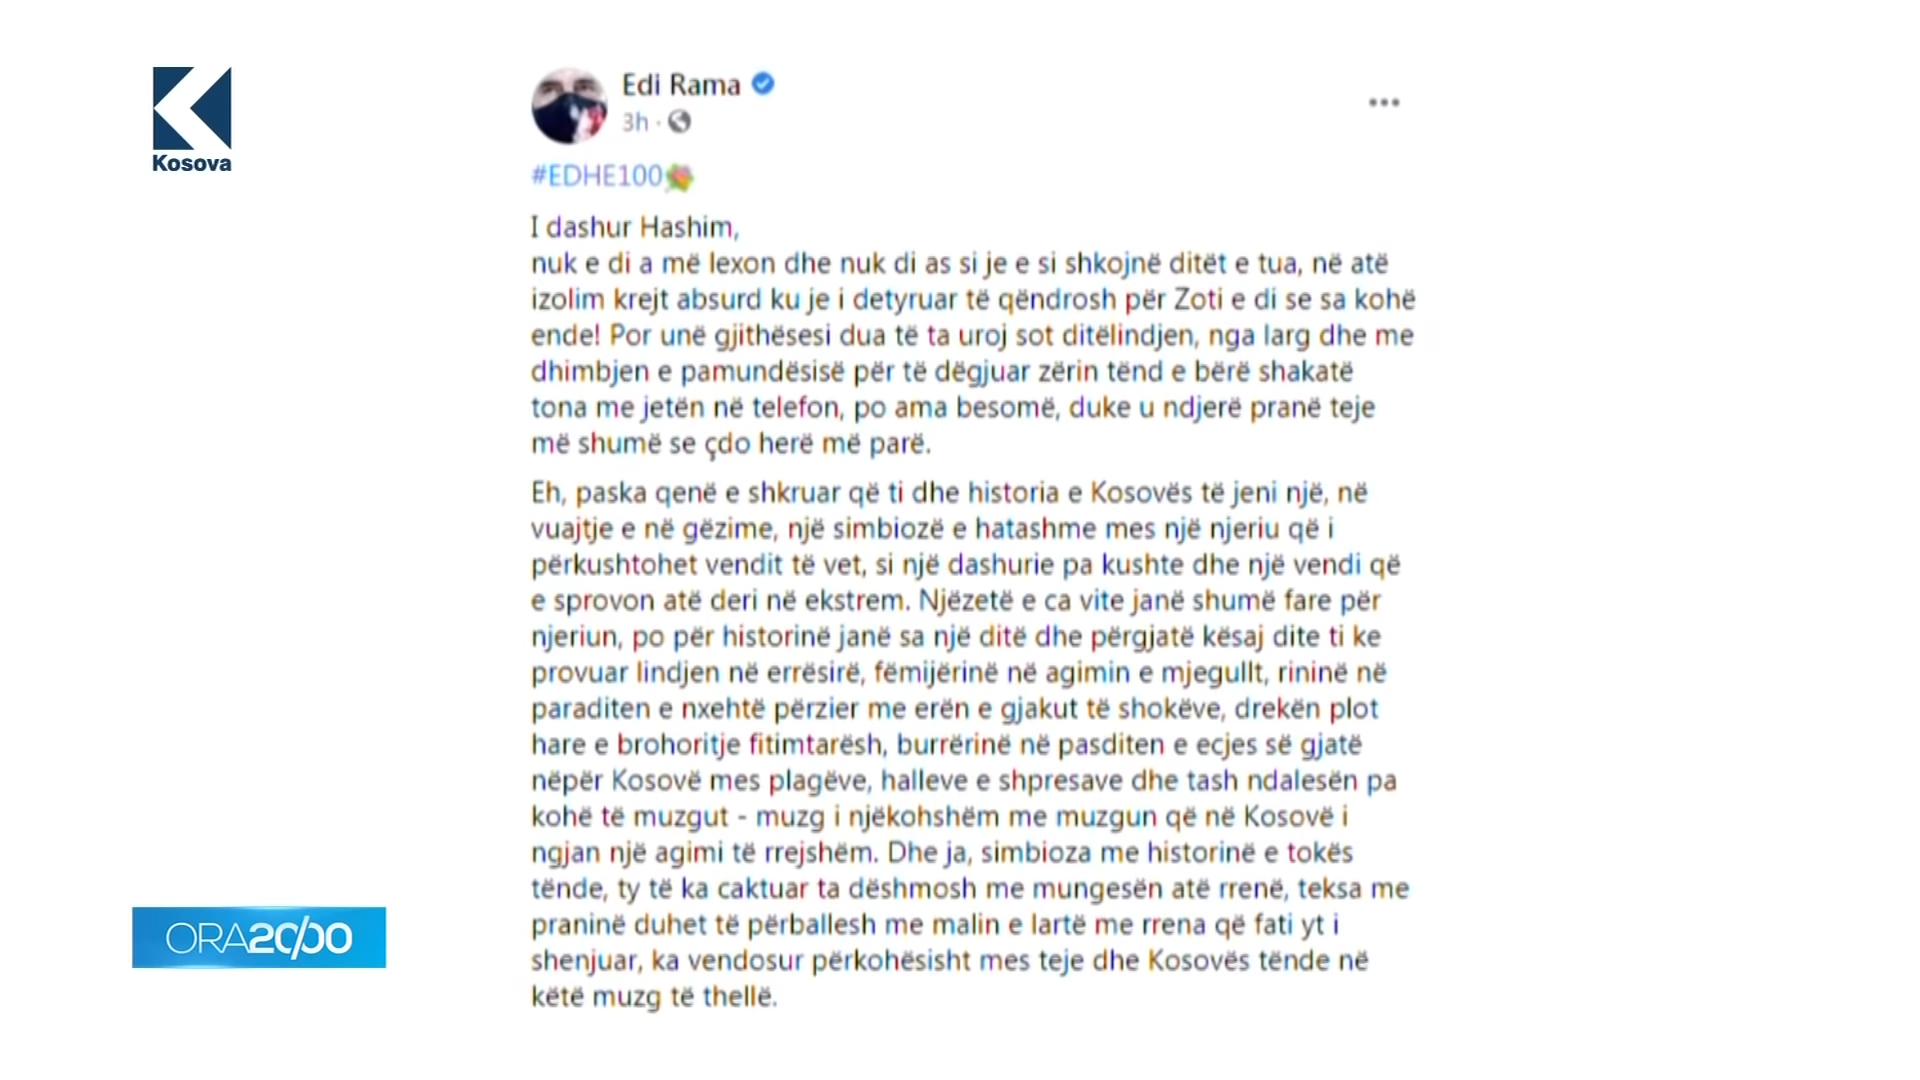 Kosova
Edi Rama
3h ·
#EDHE100
I dashur Hashim,
nuk e di a më lexon dhe nuk di as si je e si shkojnë ditët e tua, në atë
izolim krejt absurd ku je i detyruar të qëndrosh për Zoti e di se sa kohë
ende! Por unë gjithësesi dua të ta uroj sot ditëlindjen, nga larg dhe me
dhimbjen e pamundësisë për të dëgjuar zërin tënd e bërë shakatë
tona me jetën në telefon, po ama besomë, duke u ndjerë pranë teje
më shumë se çdo herë më parë.
Eh, paska qenë e shkruar që ti dhe historia e Kosovës të jeni një, në
vuajtje e në gëzime, një simbiozë e hatashme mes një njeriu që i
përkushtohet vendit të vet, si një dashurie pa kushte dhe një vendi që
e sprovon atë deri në ekstrem. Njëzetë e ca vite janë shumë fare për
njeriun, po për historinë janë sa një ditë dhe përgjatë kësaj dite ti ke
provuar lindjen në errësirë, fëmijërinë në agimin e mjegullt, rininë në
paraditen e nxehtë përzier me erën e gjakut të shokëve, drekën plot
hare e brohoritje fitimtarësh, burrërinë në pasditen e ecjes së gjatë
nëpër Kosovë mes plagëve, halleve e shpresave dhe tash ndalesën pa
kohë të muzgut - muzg i njëkohshëm me muzgun që në Kosovë i
ngjan një agimi të rrejshëm. Dhe ja, simbioza me historinë e tokës
tënde, ty të ka caktuar ta dëshmosh me mungesën atë rrenë, teksa me
praninë duhet të përballesh me malin e lartë me rrena që fati yt i
shenjuar, ka vendosur përkohësisht mes teje dhe Kosovës tënde në
këtë muzg të thellë.
ORA20/00